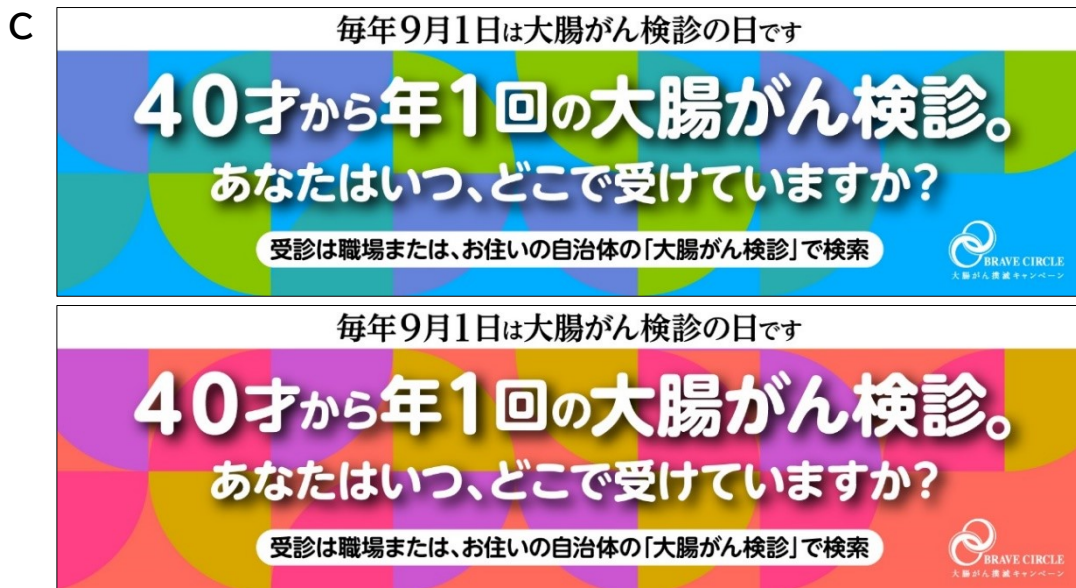 C
毎年9月1日は大腸がん検診の日です
40才から年1回の大腸がん検診。
あなたはいつ、どこで受けていますか?
受診は職場または、お住いの自治体の「大腸がん検診」で検索
BRAVE CIRCLE
大腸がん撲滅キャンペーン
毎年9月1日は大腸がん検診の日です
40才から年1回の大腸がん検診。
あなたはいつ、どこで受けていますか?
受診は職場または、お住いの自治体の「大腸がん検診」で検索
BRAVE CIRCLE
大腸がん撲滅キャンペーン